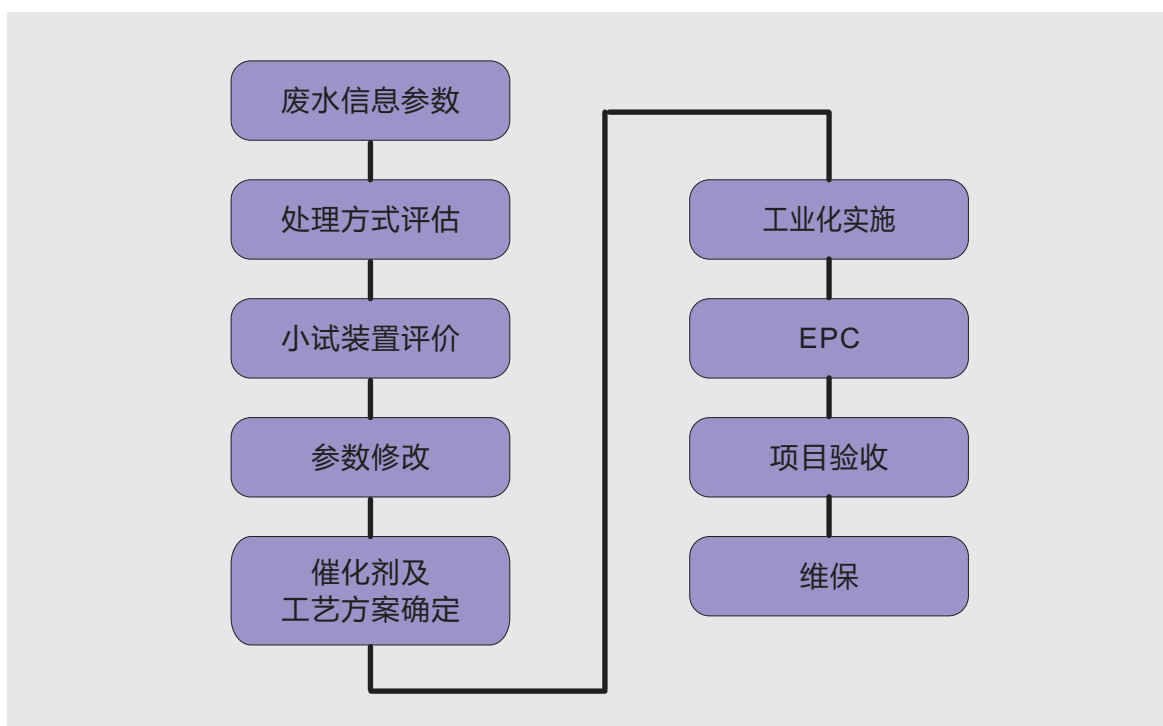 废水信息参数
处理方式评估
小试装置评价
参数修改
催化剂及
工艺方案确定
工业化实施
EPC
项目验收
维保